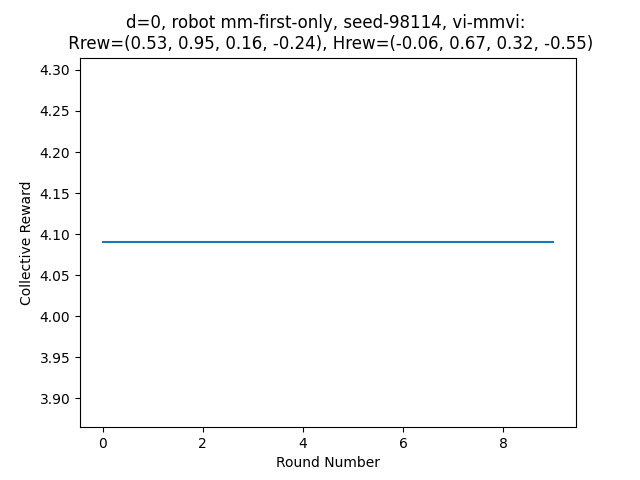 d=0, robot mm-first-only, seed-98114, vi-mmvi:
Rrew=(0.53, 0.95, 0.16, -0.24), Hrew=(-0.06, 0.67, 0.32, -0.55)
4.30
4.25
4.20
4.15
4.10
4.05
4.00
3.95
3.90
Collective Reward
0 2 4 6 8
Round Number